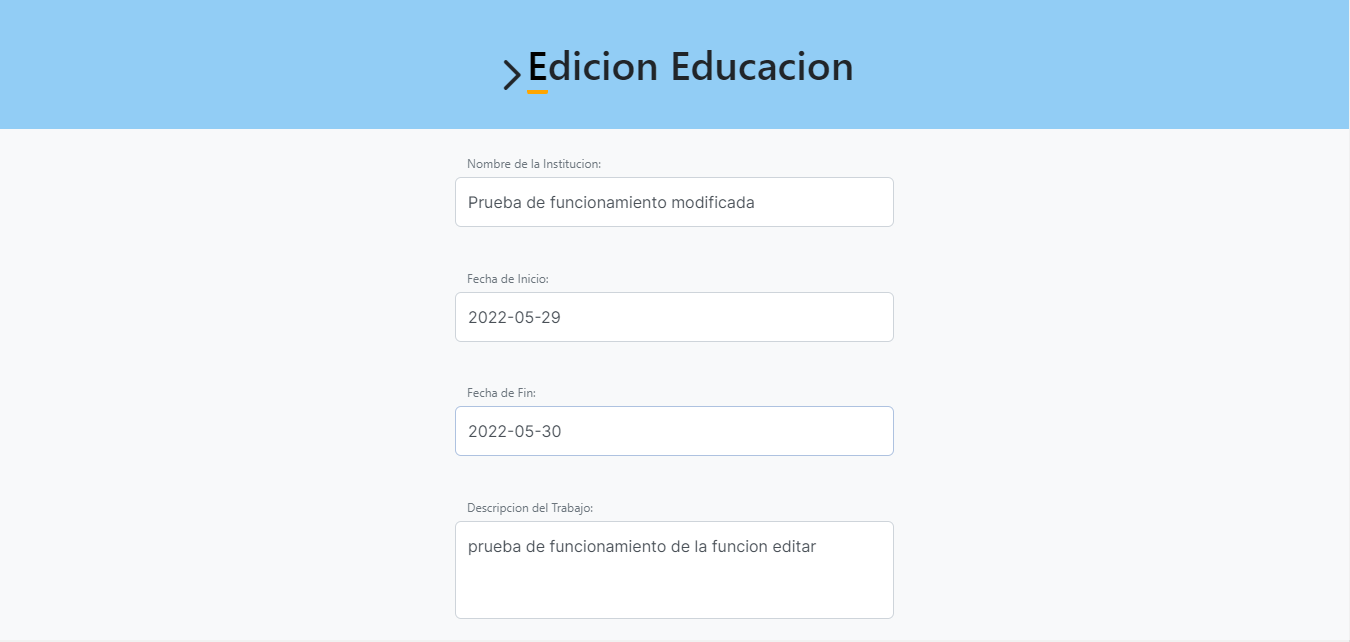 Edicion Educacion
Nombre de la Institucion:
Prueba de funcionamiento modificada
Fecha de Inicio:
2022-05-29
Fecha de Fin:
2022-05-30
Descripcion del Trabajo:
prueba de funcionamiento de la funcion editar